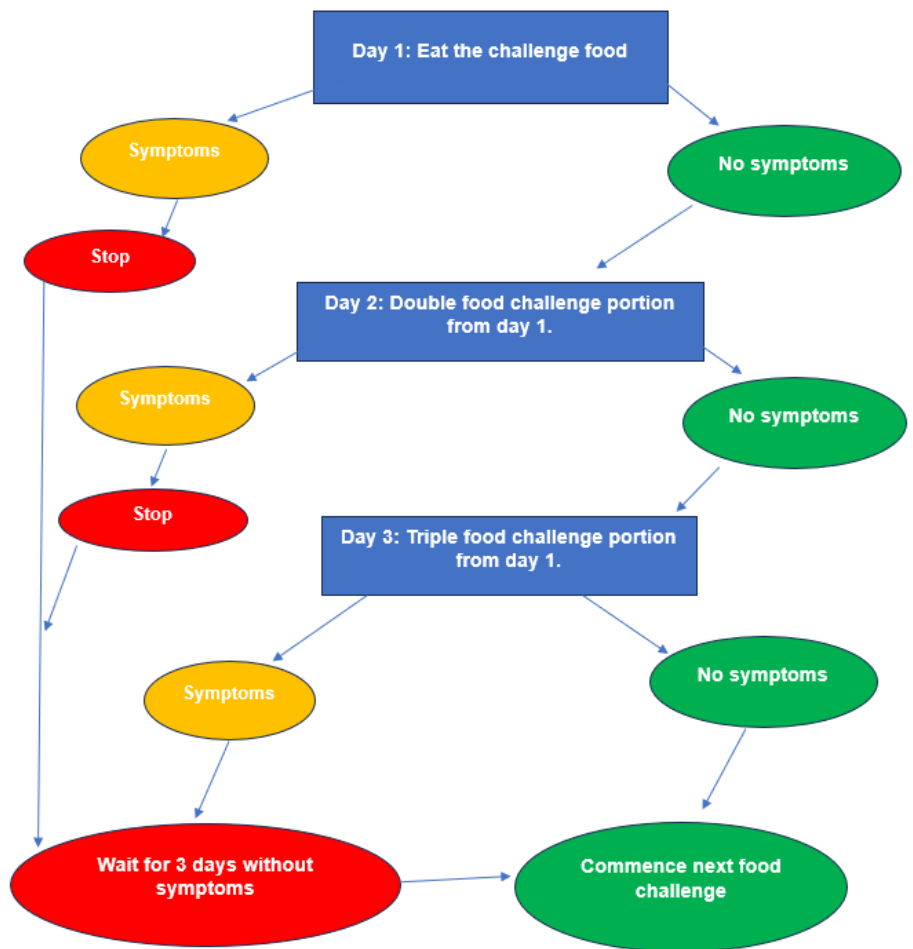 Day 1: Eat the challenge food
Symptoms
No symptoms
Stop
Day 2: Double food challenge portion
from day 1.
Symptoms
No symptoms
Stop
Day 3: Triple food challenge portion
from day 1.
Symptoms
No symptoms
Wait for 3 days without
symptoms
Commence next food
challenge